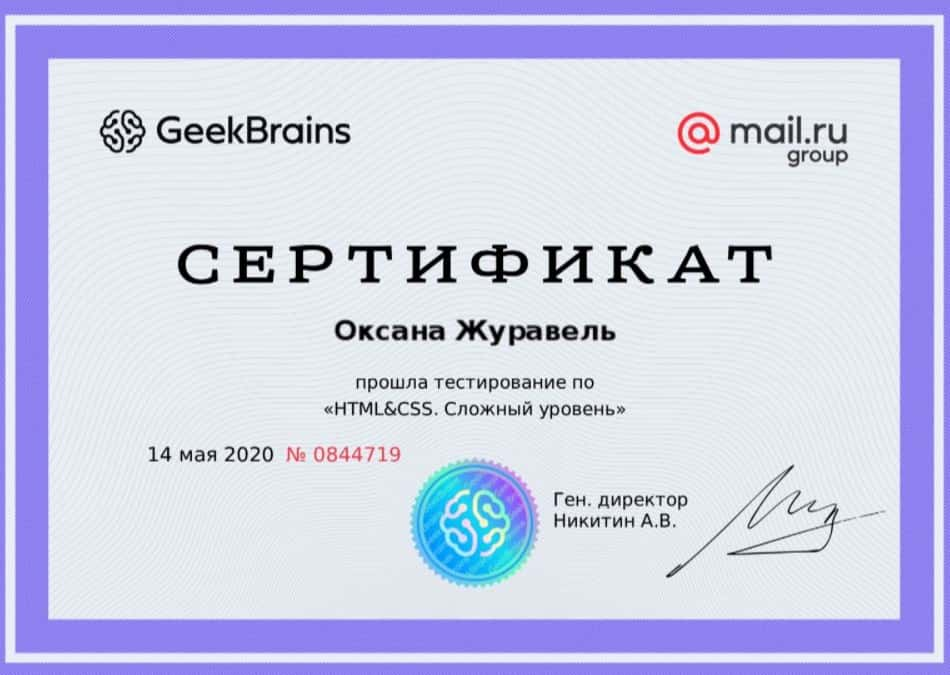 GeekBrains
@mail.ru
group
СЕРТИФИКАТ
Оксана Журавель
прошла тестирование по
«HTML&CSS. Сложный уровень»
14 мая 2020 № 0844719
Ген. директор
Никитин А.В.